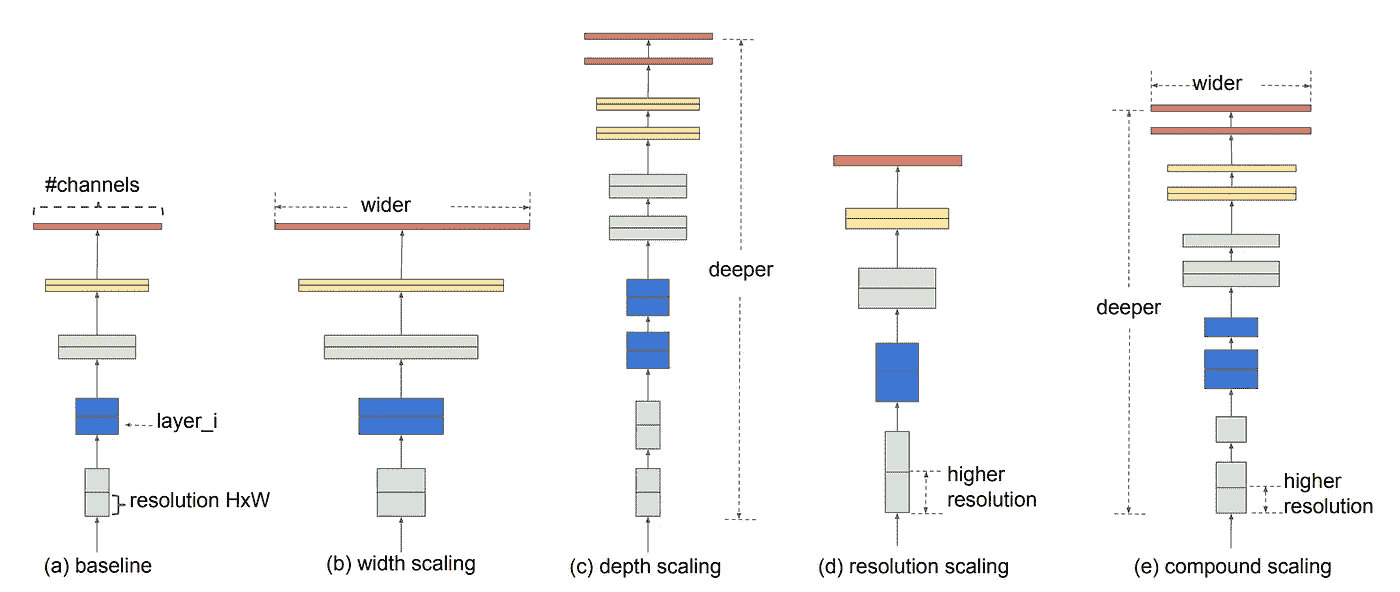 #channels
layer_i
resolution HxW
(a) baseline
wider
(b) width scaling
deeper
(c) depth scaling
higher
resolution
(d) resolution scaling
wider
deeper
higher
resolution
(e) compound scaling